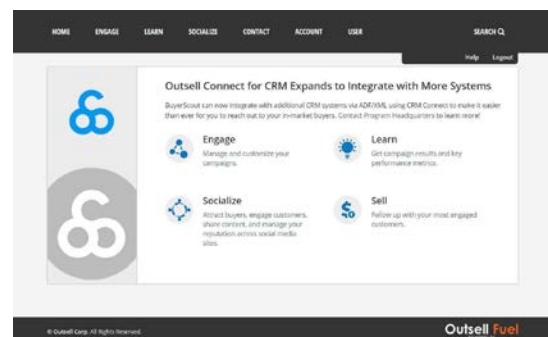 HOME ENGAGE LEARN SOCIALIZE CONTACT ACCOUNT USER SEARCH
Help Logout
Outsell Connect for CRM Expands to Integrate with More Systems
BuyerScout can now integrate with additional CRM systems via ADF/XML using CRM Connect to make it easier
than ever for you to reach out to your in-market buyers. Contact Program Headquarters to learn more!
Engage
Manage and customize your
campaigns.
Learn
Get campaign results and key
performance metrics.
Socialize
Attract buyers, engage customers,
share content, and manage your
reputation across social media
sites.
Sell
Follow up with your most engaged
customers.
© Outsell Corp. All Rights Reserved.
Outsell Fuel